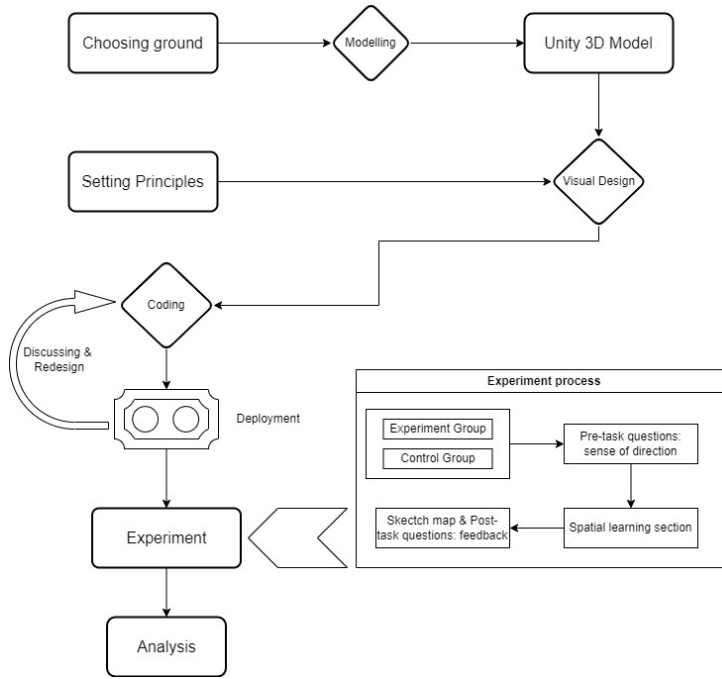 Choosing ground
Modelling
Unity 3D Model
Setting Principles
Visual Design
Coding
Discussing &
Redesign
Deployment
Experiment process
Experiment Group
Control Group
Pre-task questions:
sense of direction
Skectch map & Post-
task questions: feedback
Spatial learning section
Experiment
Analysis